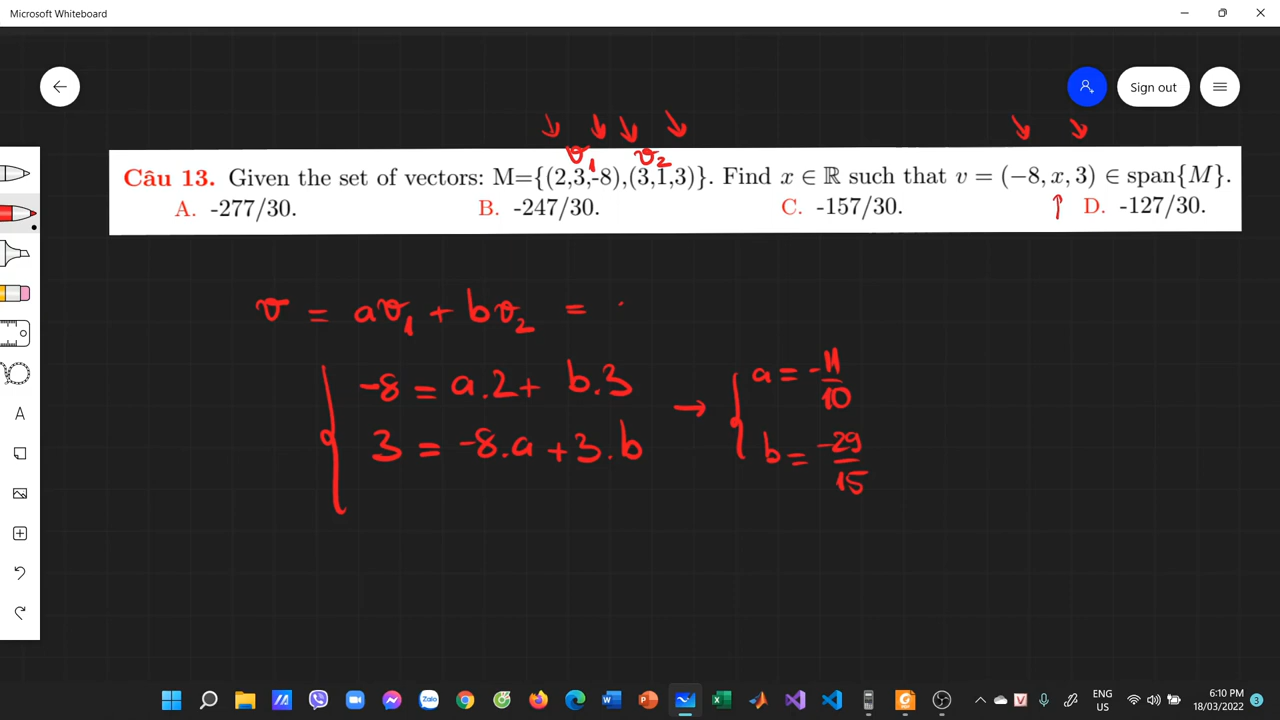 Microsoft Whiteboard
Sign out
v₁ v₂
Câu 13. Given the set of vectors: M={(2,3,-8),(3,1,3)}. Find x ∈ ℝ such that v = (−8, x, 3) ∈ span{M}.
A. -277/30. B. -247/30. C. -157/30. D. -127/30.
v = av₁ + bv₂ =
-8 = a.2 + b.3
3 = -8.a + 3.b
→ a = -11/10
b = -29/15
A
Zalo
V
ENG
US
6:10 PM
18/03/2022
3